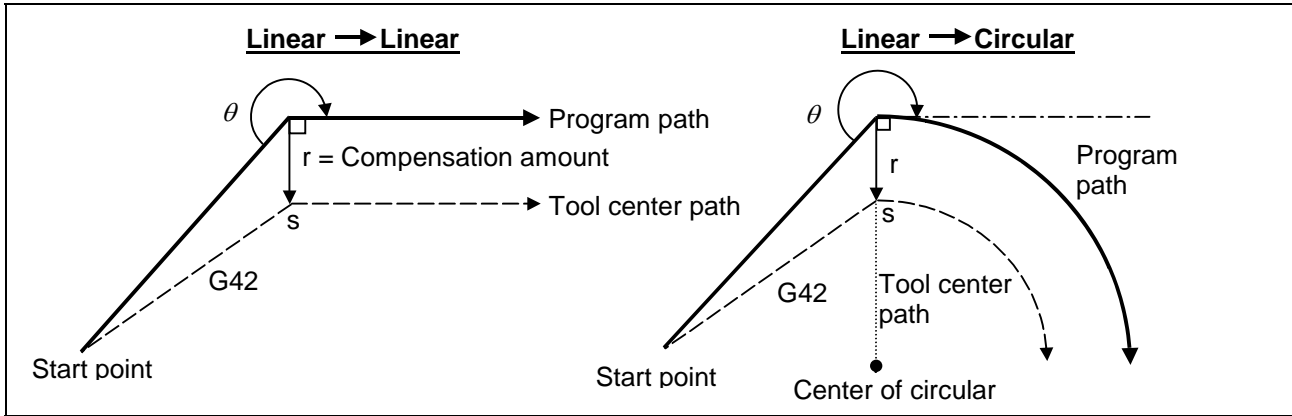 Linear → Linear
θ
Program path
r = Compensation amount
s
Tool center path
G42
Start point
Linear → Circular
θ
Program
path
r
s
G42
Tool center
path
Start point
Center of circular